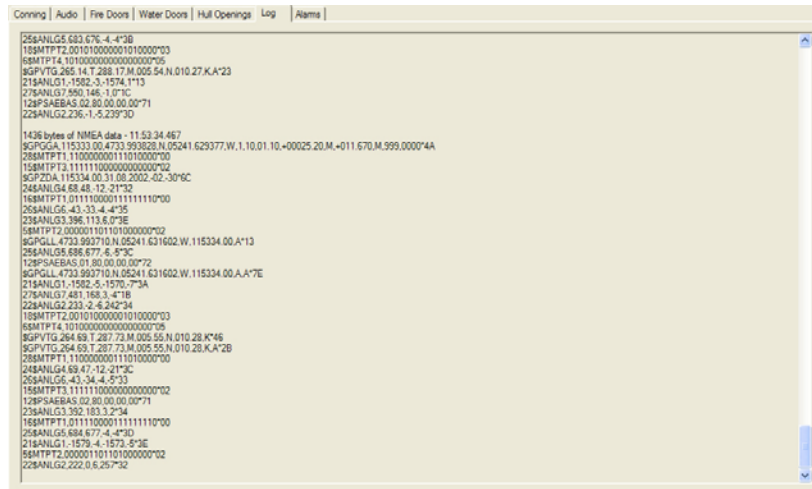 Conning Audio Fire Doors Water Doors Hull Openings Log Alarms
25$ANLG5,683,676,-4,-4*3B
18$MTPT2,001010000001010000*03
6$MTPT4,101000000000000000*05
$GPVTG,265.14,T,288.17,M,005.54,N,010.27,K,A*23
21$ANLG1,-1582,-3,-1574,1*13
27$ANLG7,550,146,-1,0*1C
12$PSAEBAS,02,80,00,00,00*71
22$ANLG2,236,-1,-5,239*3D
1436 bytes of NMEA data - 11:53:34.467
$GPGGA,115333.00,4733.993828,N,05241.629377,W,1,10,01.10,+00025.20,M,+011.670,M,999,0000*4A
28$MTPT1,110000000111010000*00
15$MTPT3,111111000000000000*02
$GPZDA,115334.00,31,08,2002,-02,-30*6C
24$ANLG4,68,48,-12,-21*32
16$MTPT1,011110000111111110*00
26$ANLG6,-43,-33,-4,-4*35
23$ANLG3,396,113,6,0*3E
5$MTPT2,000001101101000000*02
$GPGLL,4733.993710,N,05241.631602,W,115334.00,A*13
25$ANLG5,686,677,-6,-5*3C
12$PSAEBAS,01,80,00,00,00*72
$GPGLL,4733.993710,N,05241.631602,W,115334.00,A,A*7E
21$ANLG1,-1582,-5,-1570,-7*3A
27$ANLG7,481,168,3,-4*1B
22$ANLG2,233,-2,-6,242*34
18$MTPT2,001010000001010000*03
6$MTPT4,101000000000000000*05
$GPVTG,264.69,T,287.73,M,005.55,N,010.28,K*46
$GPVTG,264.69,T,287.73,M,005.55,N,010.28,K,A*2B
28$MTPT1,110000000111010000*00
24$ANLG4,69,47,-12,-21*3C
26$ANLG6,-43,-34,-4,-5*33
15$MTPT3,111111000000000000*02
12$PSAEBAS,02,80,00,00,00*71
23$ANLG3,392,183,3,2*34
16$MTPT1,011110000111111110*00
25$ANLG5,684,677,-4,-4*3D
21$ANLG1,-1579,-4,-1573,-5*3E
5$MTPT2,000001101101000000*02
22$ANLG2,222,0,6,257*32